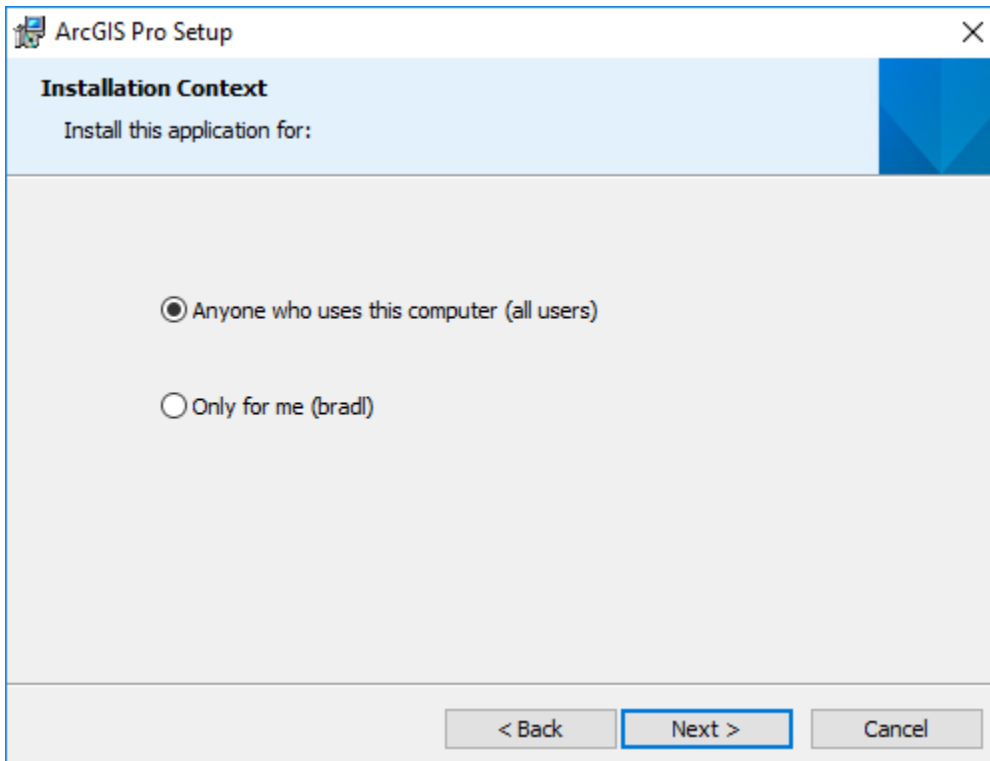 ArcGIS Pro Setup
Installation Context
Install this application for:
Anyone who uses this computer (all users)
Only for me (bradl)
< Back Next > Cancel